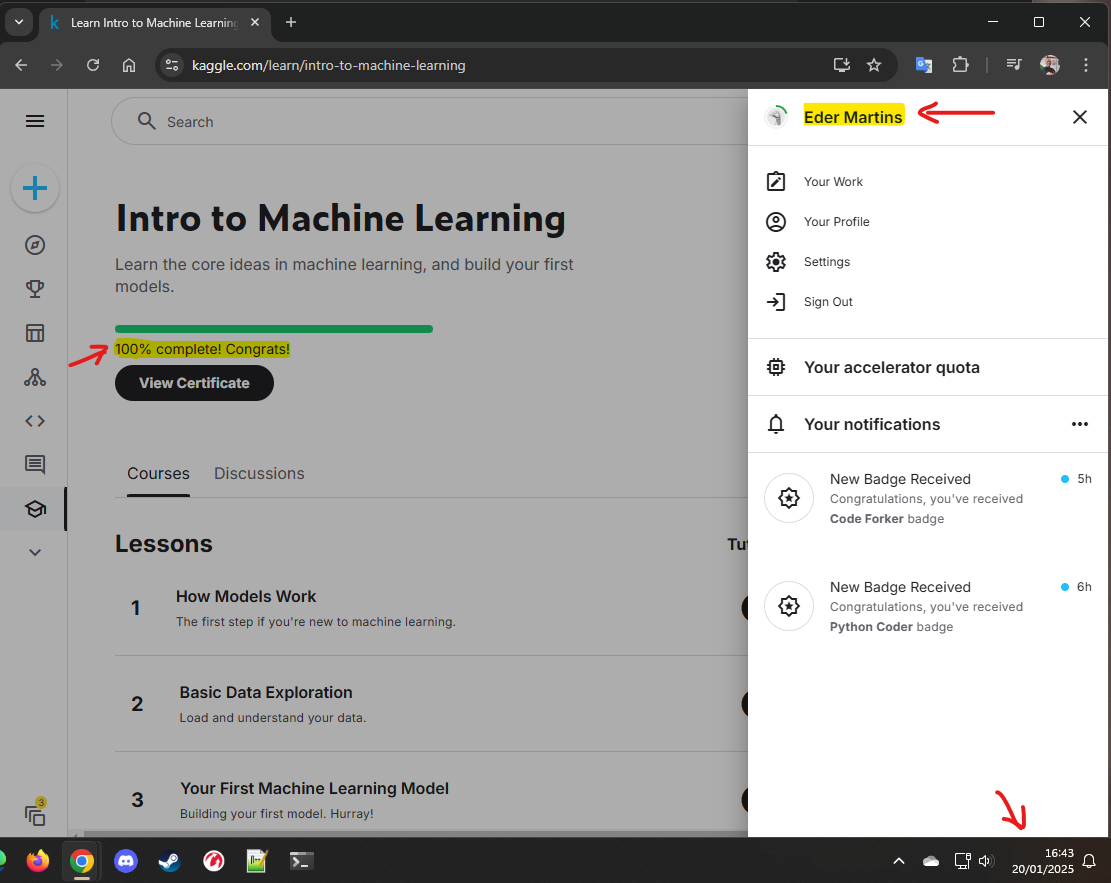 Learn Intro to Machine Learning
kaggle.com/learn/intro-to-machine-learning
Search
Intro to Machine Learning
Learn the core ideas in machine learning, and build your first
models.
100% complete! Congrats!
View Certificate
Courses
Discussions
Lessons
Tut
1
How Models Work
The first step if you're new to machine learning.
2
Basic Data Exploration
Load and understand your data.
3
Your First Machine Learning Model
Building your first model. Hurray!
3
Eder Martins
Your Work
Your Profile
Settings
Sign Out
Your accelerator quota
Your notifications
New Badge Received
5h
Congratulations, you've received
Code Forker badge
New Badge Received
6h
Congratulations, you've received
Python Coder badge
16:43
20/01/2025